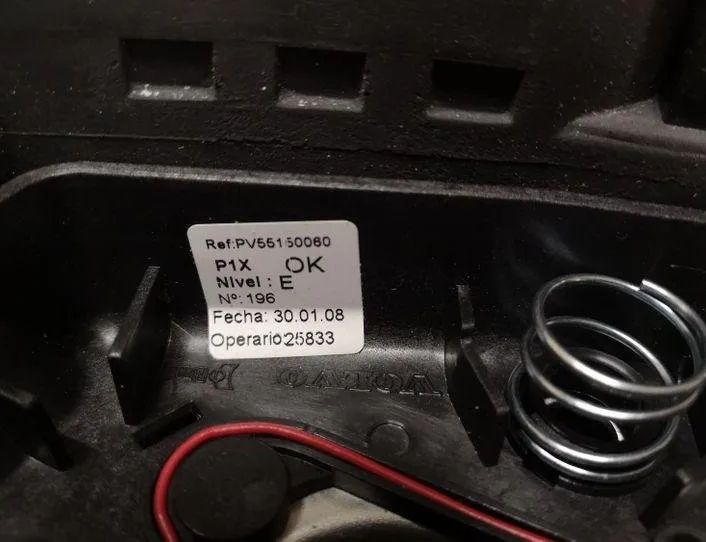 Ref:PV55150060
P1X OK
Nivel : E
Nº: 196
Fecha: 30.01.08
Operario:25833